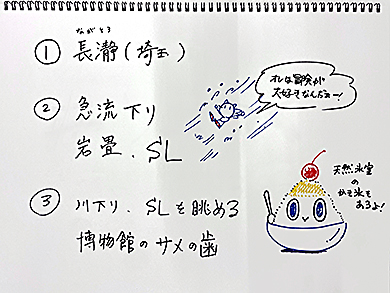 ながとろ
① 長瀞(埼玉)
② 急流下り
岩畳、SL
オレは冒険が
大好きなんだぁー!
③ 川下り、SLを眺める
博物館のサメの歯
天然氷室
の
かき氷も
あるよ!